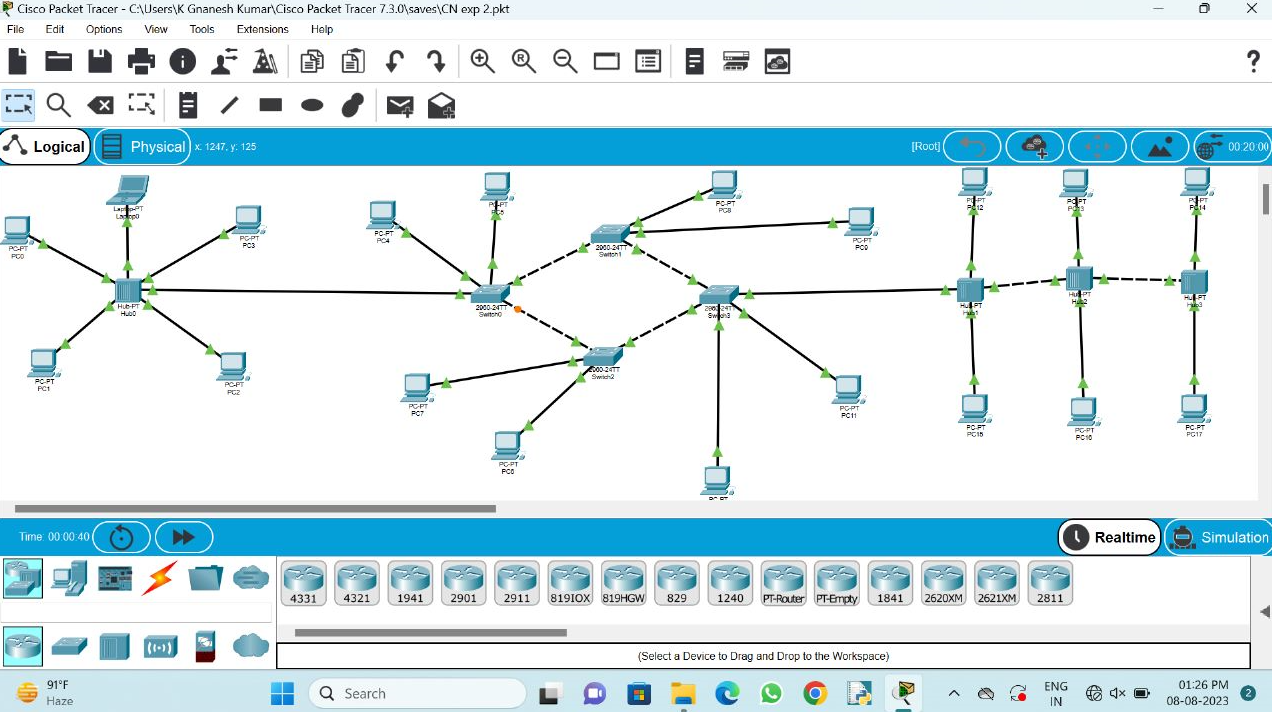 Cisco Packet Tracer - C:\Users\K Gnanesh Kumar\Cisco Packet Tracer 7.3.0\saves\CN exp 2.pkt
File Edit Options View Tools Extensions Help
Logical Physical x: 1247, y: 125 [Root] 00:20:00
Laptop-PT
Laptop0
PC-PT
PC0
PC-PT
PC3
Hub-PT
Hub0
PC-PT
PC1
PC-PT
PC2
PC-PT
PC4
PC-PT
PC5
2960-24TT
Switch0
2960-24TT
Switch1
PC-PT
PC8
PC-PT
PC9
2960-24TT
Switch3
2960-24TT
Switch2
PC-PT
PC7
PC-PT
PC6
PC-PT
PC11
PC-PT
PC-PT
PC12
PC-PT
PC13
PC-PT
PC14
Hub-PT
Hub1
Hub-PT
Hub2
Hub-PT
Hub3
PC-PT
PC15
PC-PT
PC16
PC-PT
PC17
Time: 00:00:40 Realtime Simulation
4331 4321 1941 2901 2911 819IOX 819HGW 829 1240 PT-Router PT-Empty 1841 2620XM 2621XM 2811
(Select a Device to Drag and Drop to the Workspace)
91°F
Haze
Search
ENG
IN
01:26 PM
08-08-2023
2